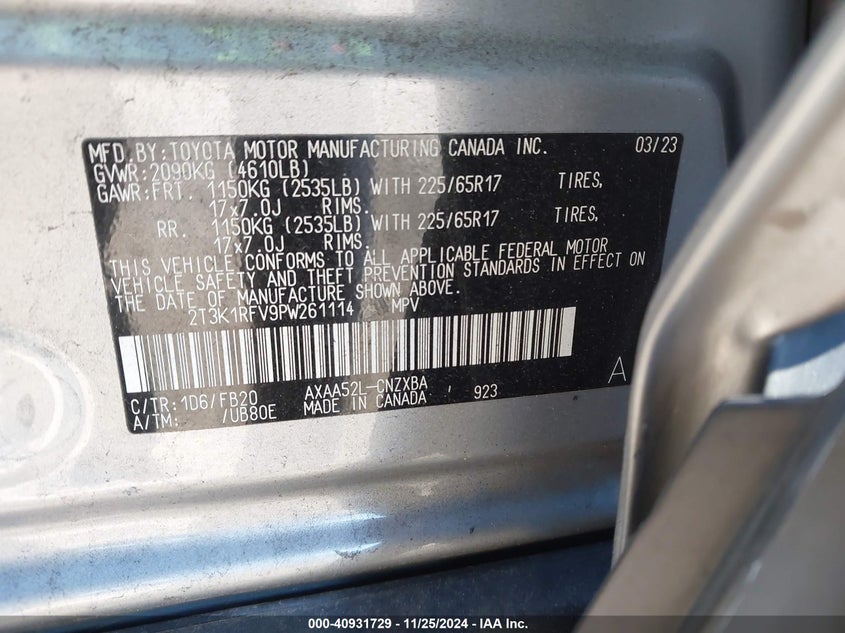 MFD. BY: TOYOTA MOTOR MANUFACTURING CANADA INC. 03/23
GVWR: 2090KG (4610LB)
GAWR: FRT. 1150KG (2535LB) WITH 225/65R17 TIRES,
17x7.0J RIMS.
RR. 1150KG (2535LB) WITH 225/65R17 TIRES,
17x7.0J RIMS.
THIS VEHICLE CONFORMS TO ALL APPLICABLE FEDERAL MOTOR
VEHICLE SAFETY AND THEFT PREVENTION STANDARDS IN EFFECT ON
THE DATE OF MANUFACTURE SHOWN ABOVE.
2T3K1RFV9PW261114 MPV
A
C/TR: 1D6/FB20 AXAA52L-CNZXBA ' 923
A/TM: /UB80E MADE IN CANADA
000-40931729 - 11/25/2024 - IAA Inc.